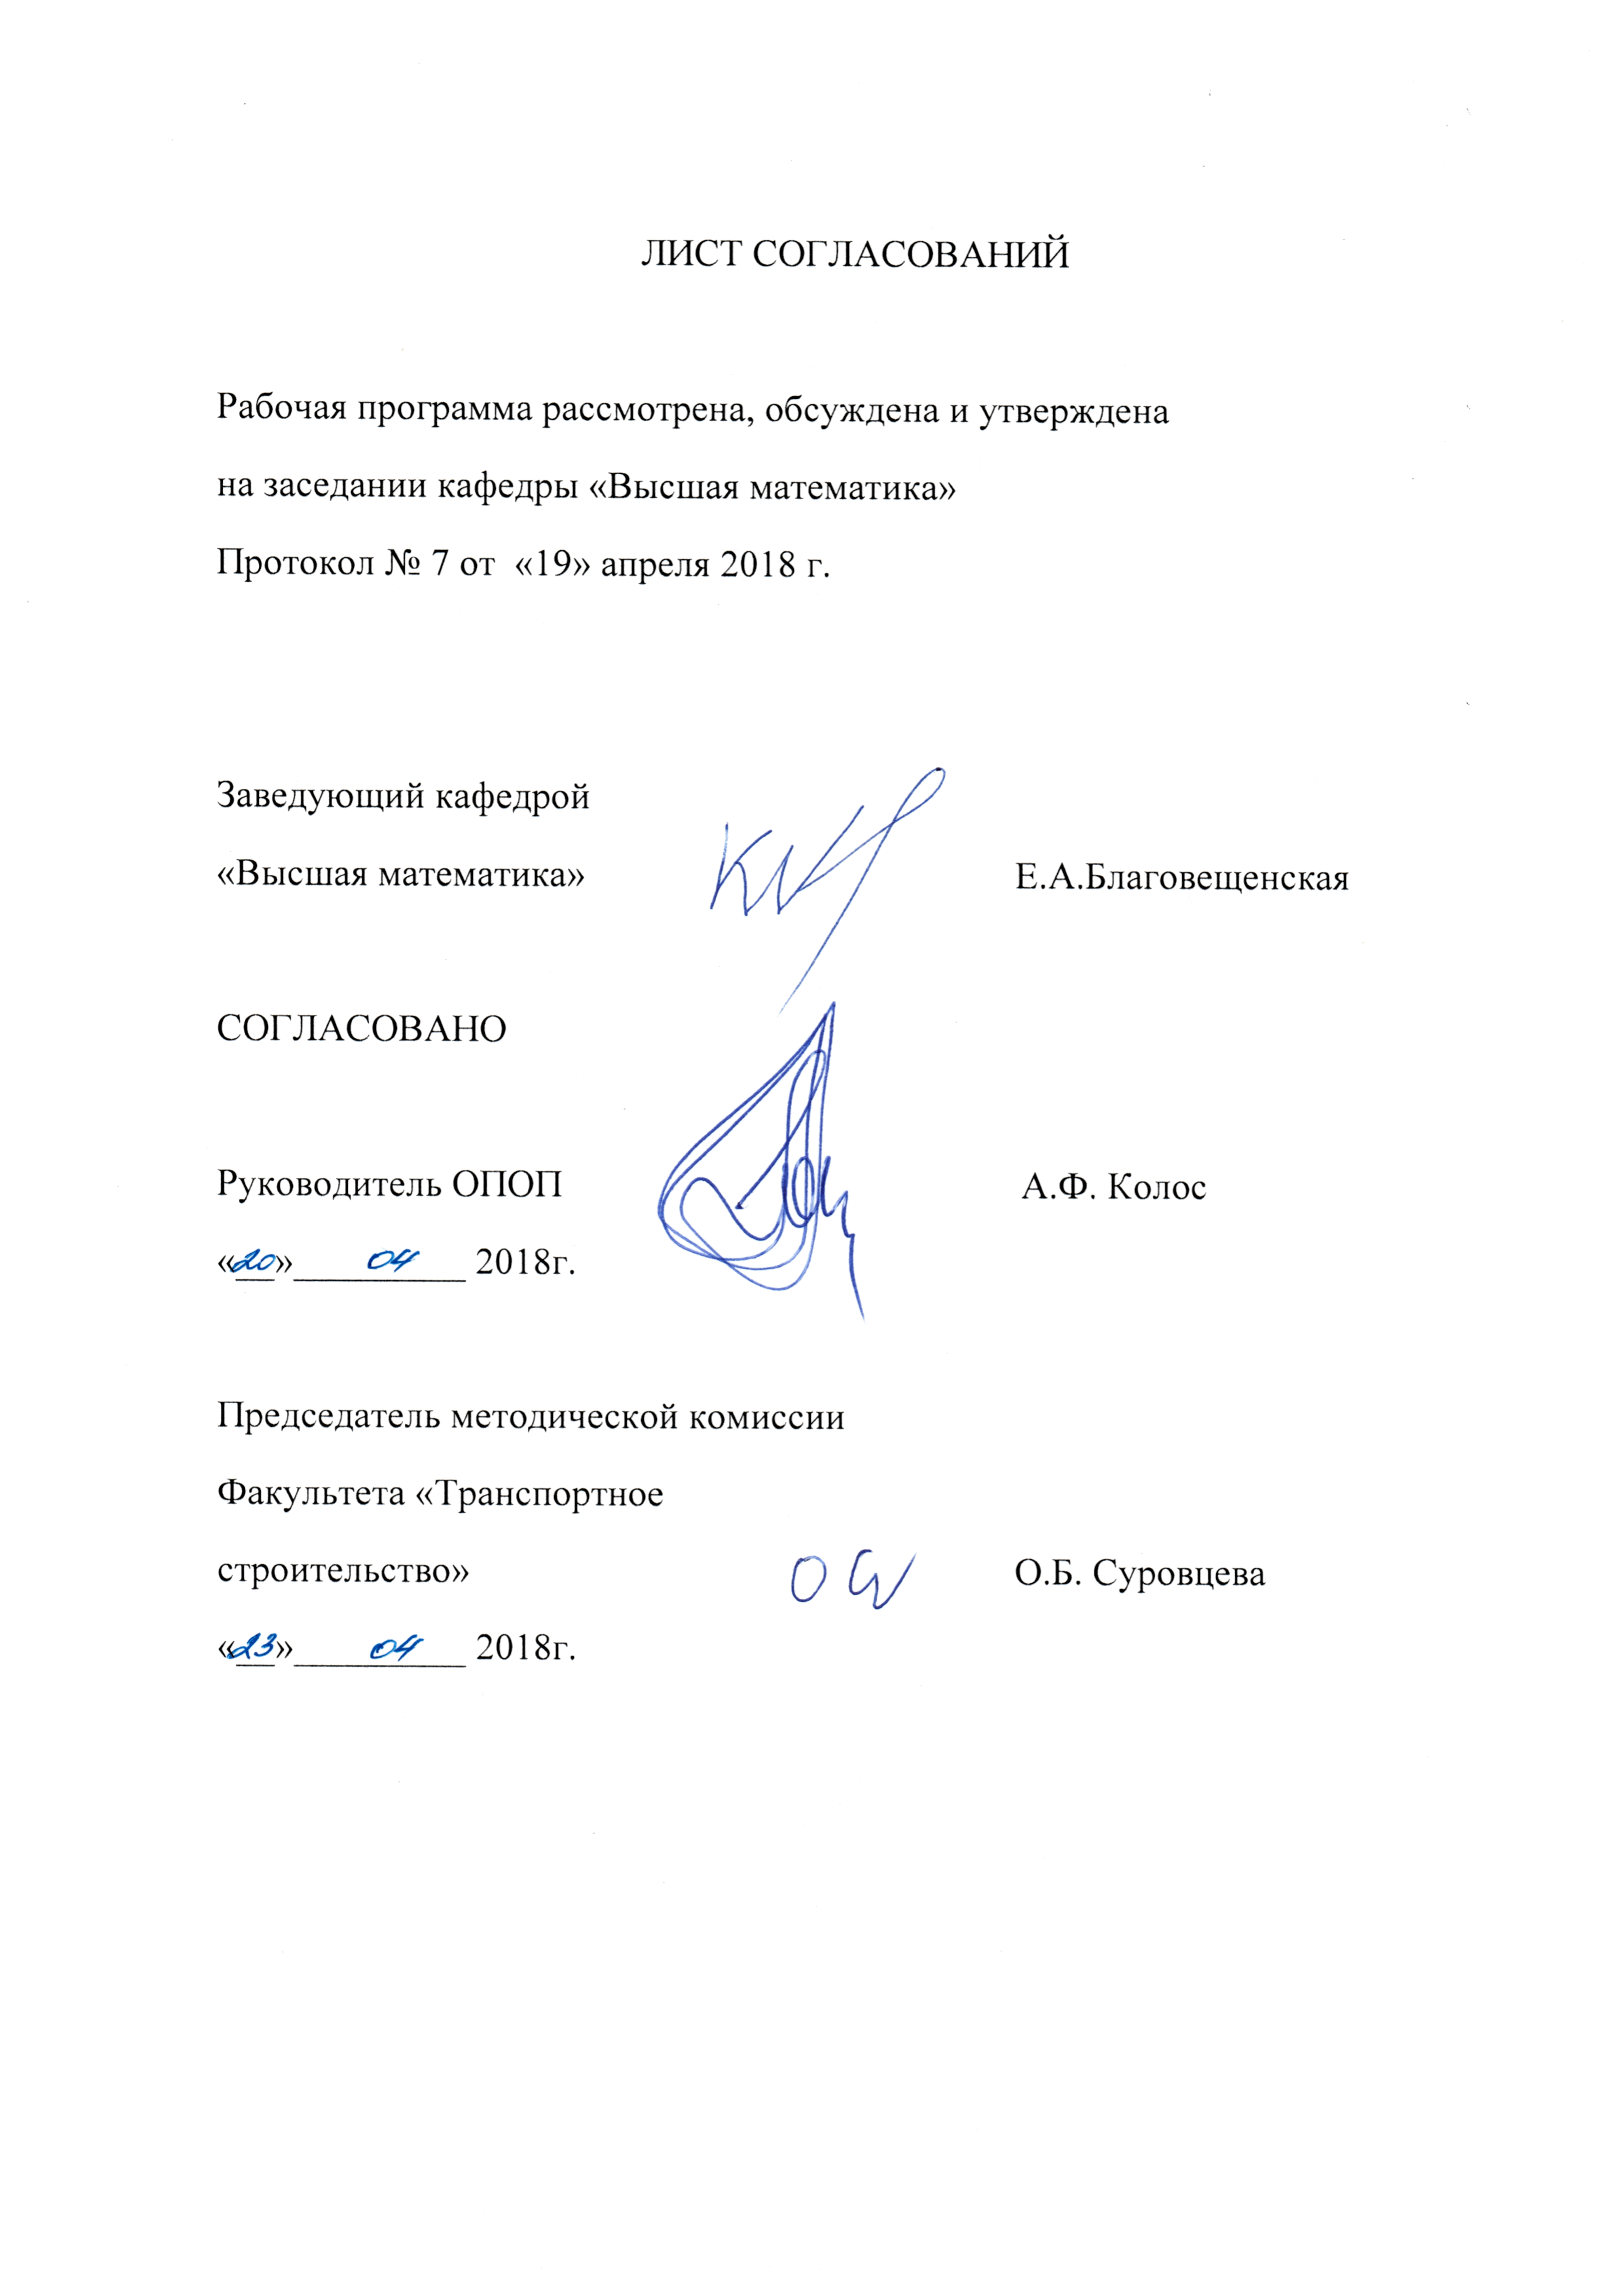 ЛИСТ СОГЛАСОВАНИЙ
Рабочая программа рассмотрена, обсуждена и утверждена
на заседании кафедры «Высшая математика»
Протокол № 7 от «19» апреля 2018 г.
Заведующий кафедрой
«Высшая математика» Е.А.Благовещенская
СОГЛАСОВАНО
Руководитель ОПОП А.Ф. Колос
«20» 04 2018г.
Председатель методической комиссии
Факультета «Транспортное
строительство» О.Б. Суровцева
«23» 04 2018г.